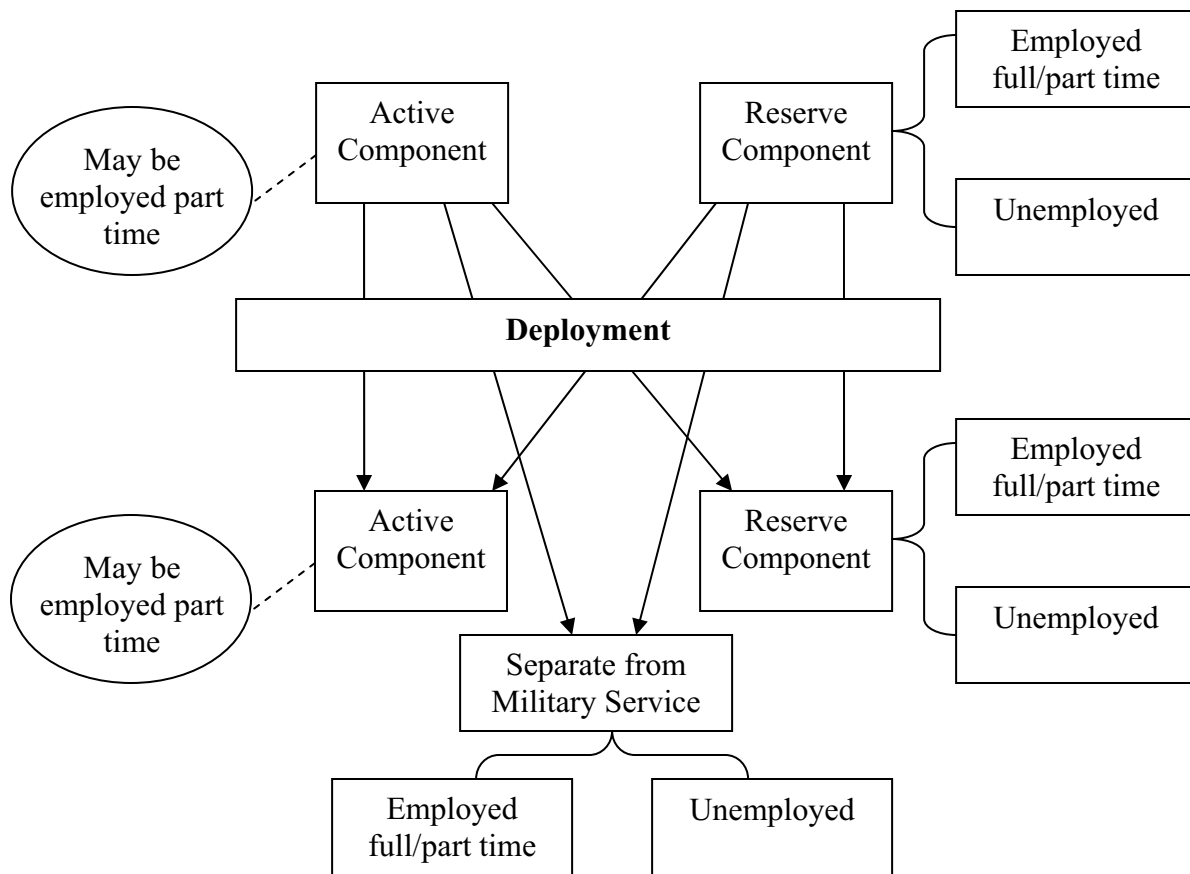 Employed
full/part time
Active
Component
Reserve
Component
May be
employed part
time
Unemployed
Deployment
Employed
full/part time
Active
Component
Reserve
Component
May be
employed part
time
Unemployed
Separate from
Military Service
Employed
full/part time
Unemployed